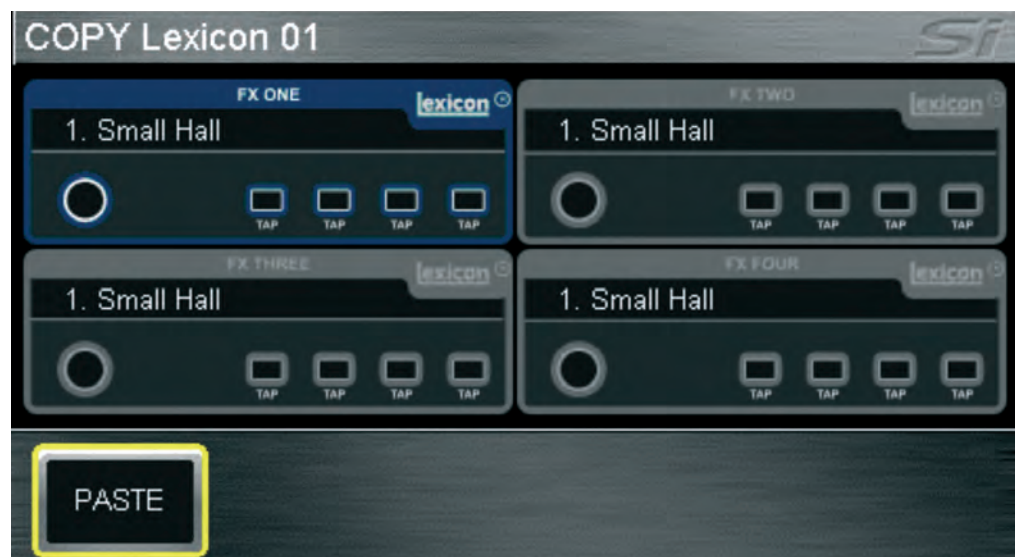 COPY Lexicon 01
Si
FX ONE
lexicon
1. Small Hall
TAP TAP TAP TAP
FX TWO
lexicon
1. Small Hall
TAP TAP TAP TAP
FX THREE
lexicon
1. Small Hall
TAP TAP TAP TAP
FX FOUR
lexicon
1. Small Hall
TAP TAP TAP TAP
PASTE